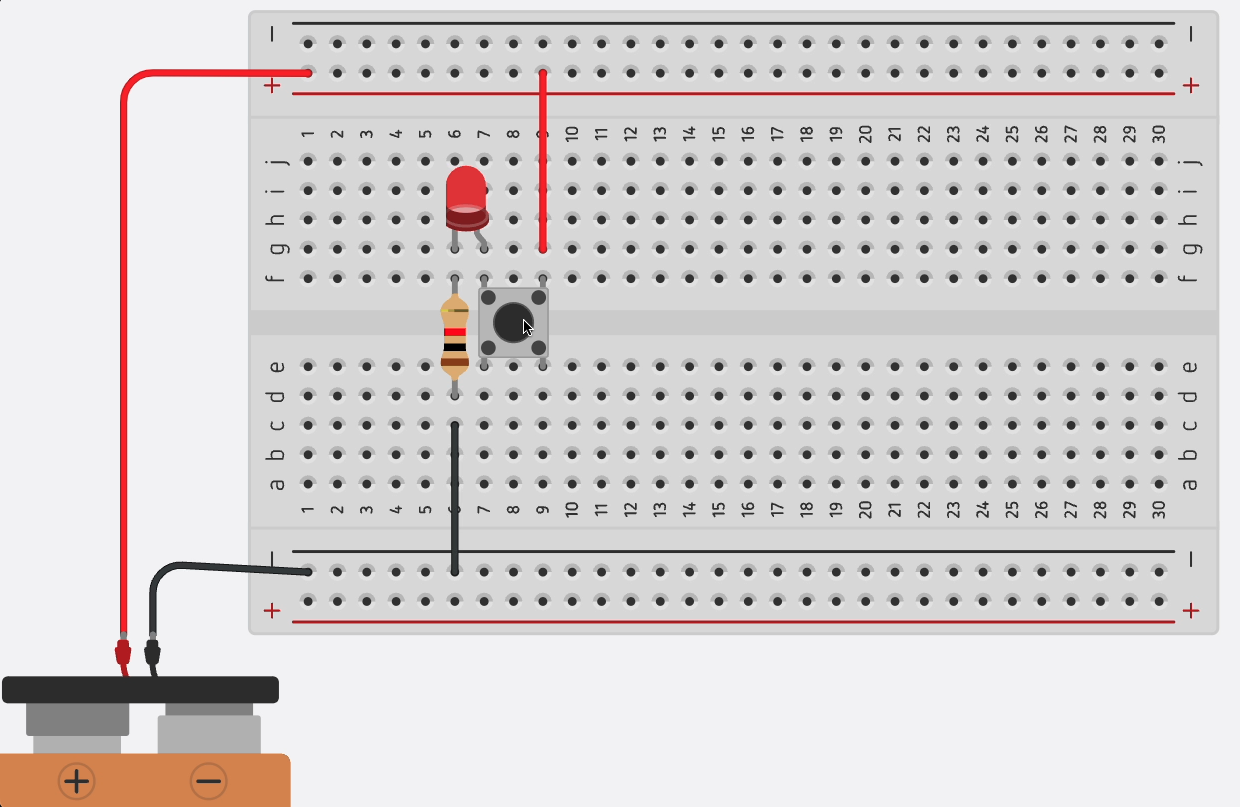 − −
+ +
1 2 3 4 5 6 7 8 9 10 11 12 13 14 15 16 17 18 19 20 21 22 23 24 25 26 27 28 29 30
j j
i i
h h
g g
f f
e e
d d
c c
b b
a a
1 2 3 4 5 6 7 8 9 10 11 12 13 14 15 16 17 18 19 20 21 22 23 24 25 26 27 28 29 30
− −
+ +
+ −